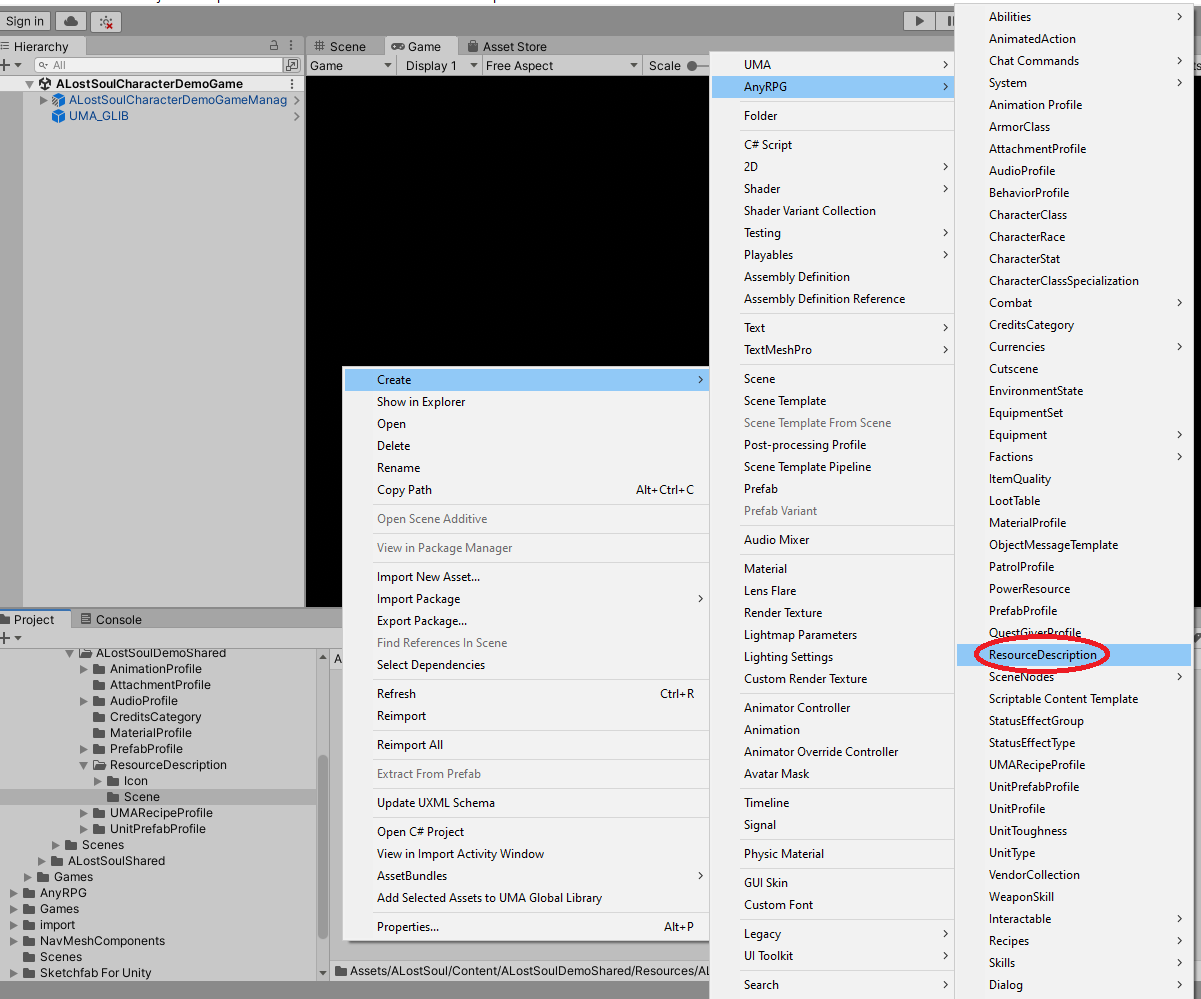 Sign in
Hierarchy
All
ALostSoulCharacterDemoGame
ALostSoulCharacterDemoGameManag
UMA_GLIB
Scene
Game
Asset Store
Game
Display 1
Free Aspect
Scale
Create
Show in Explorer
Open
Delete
Rename
Copy Path Alt+Ctrl+C
Open Scene Additive
View in Package Manager
Import New Asset...
Import Package
Export Package...
Find References In Scene
Select Dependencies
Refresh Ctrl+R
Reimport
Reimport All
Extract From Prefab
Update UXML Schema
Open C# Project
View in Import Activity Window
AssetBundles
Add Selected Assets to UMA Global Library
Properties... Alt+P
UMA
AnyRPG
Folder
C# Script
2D
Shader
Shader Variant Collection
Testing
Playables
Assembly Definition
Assembly Definition Reference
Text
TextMeshPro
Scene
Scene Template
Scene Template From Scene
Post-processing Profile
Scene Template Pipeline
Prefab
Prefab Variant
Audio Mixer
Material
Lens Flare
Render Texture
Lightmap Parameters
Lighting Settings
Custom Render Texture
Animator Controller
Animation
Animator Override Controller
Avatar Mask
Timeline
Signal
Physic Material
GUI Skin
Custom Font
Legacy
UI Toolkit
Search
Abilities
AnimatedAction
Chat Commands
System
Animation Profile
ArmorClass
AttachmentProfile
AudioProfile
BehaviorProfile
CharacterClass
CharacterRace
CharacterStat
CharacterClassSpecialization
Combat
CreditsCategory
Currencies
Cutscene
EnvironmentState
EquipmentSet
Equipment
Factions
ItemQuality
LootTable
MaterialProfile
ObjectMessageTemplate
PatrolProfile
PowerResource
PrefabProfile
QuestGiverProfile
ResourceDescription
SceneNodes
Scriptable Content Template
StatusEffectGroup
StatusEffectType
UMARecipeProfile
UnitPrefabProfile
UnitProfile
UnitToughness
UnitType
VendorCollection
WeaponSkill
Interactable
Recipes
Skills
Dialog
Project
Console
ALostSoulDemoShared
AnimationProfile
AttachmentProfile
AudioProfile
CreditsCategory
MaterialProfile
PrefabProfile
ResourceDescription
Icon
Scene
UMARecipeProfile
UnitPrefabProfile
Scenes
ALostSoulShared
Games
AnyRPG
Games
import
NavMeshComponents
Scenes
Sketchfab For Unity
Assets/ALostSoul/Content/ALostSoulDemoShared/Resources/AL